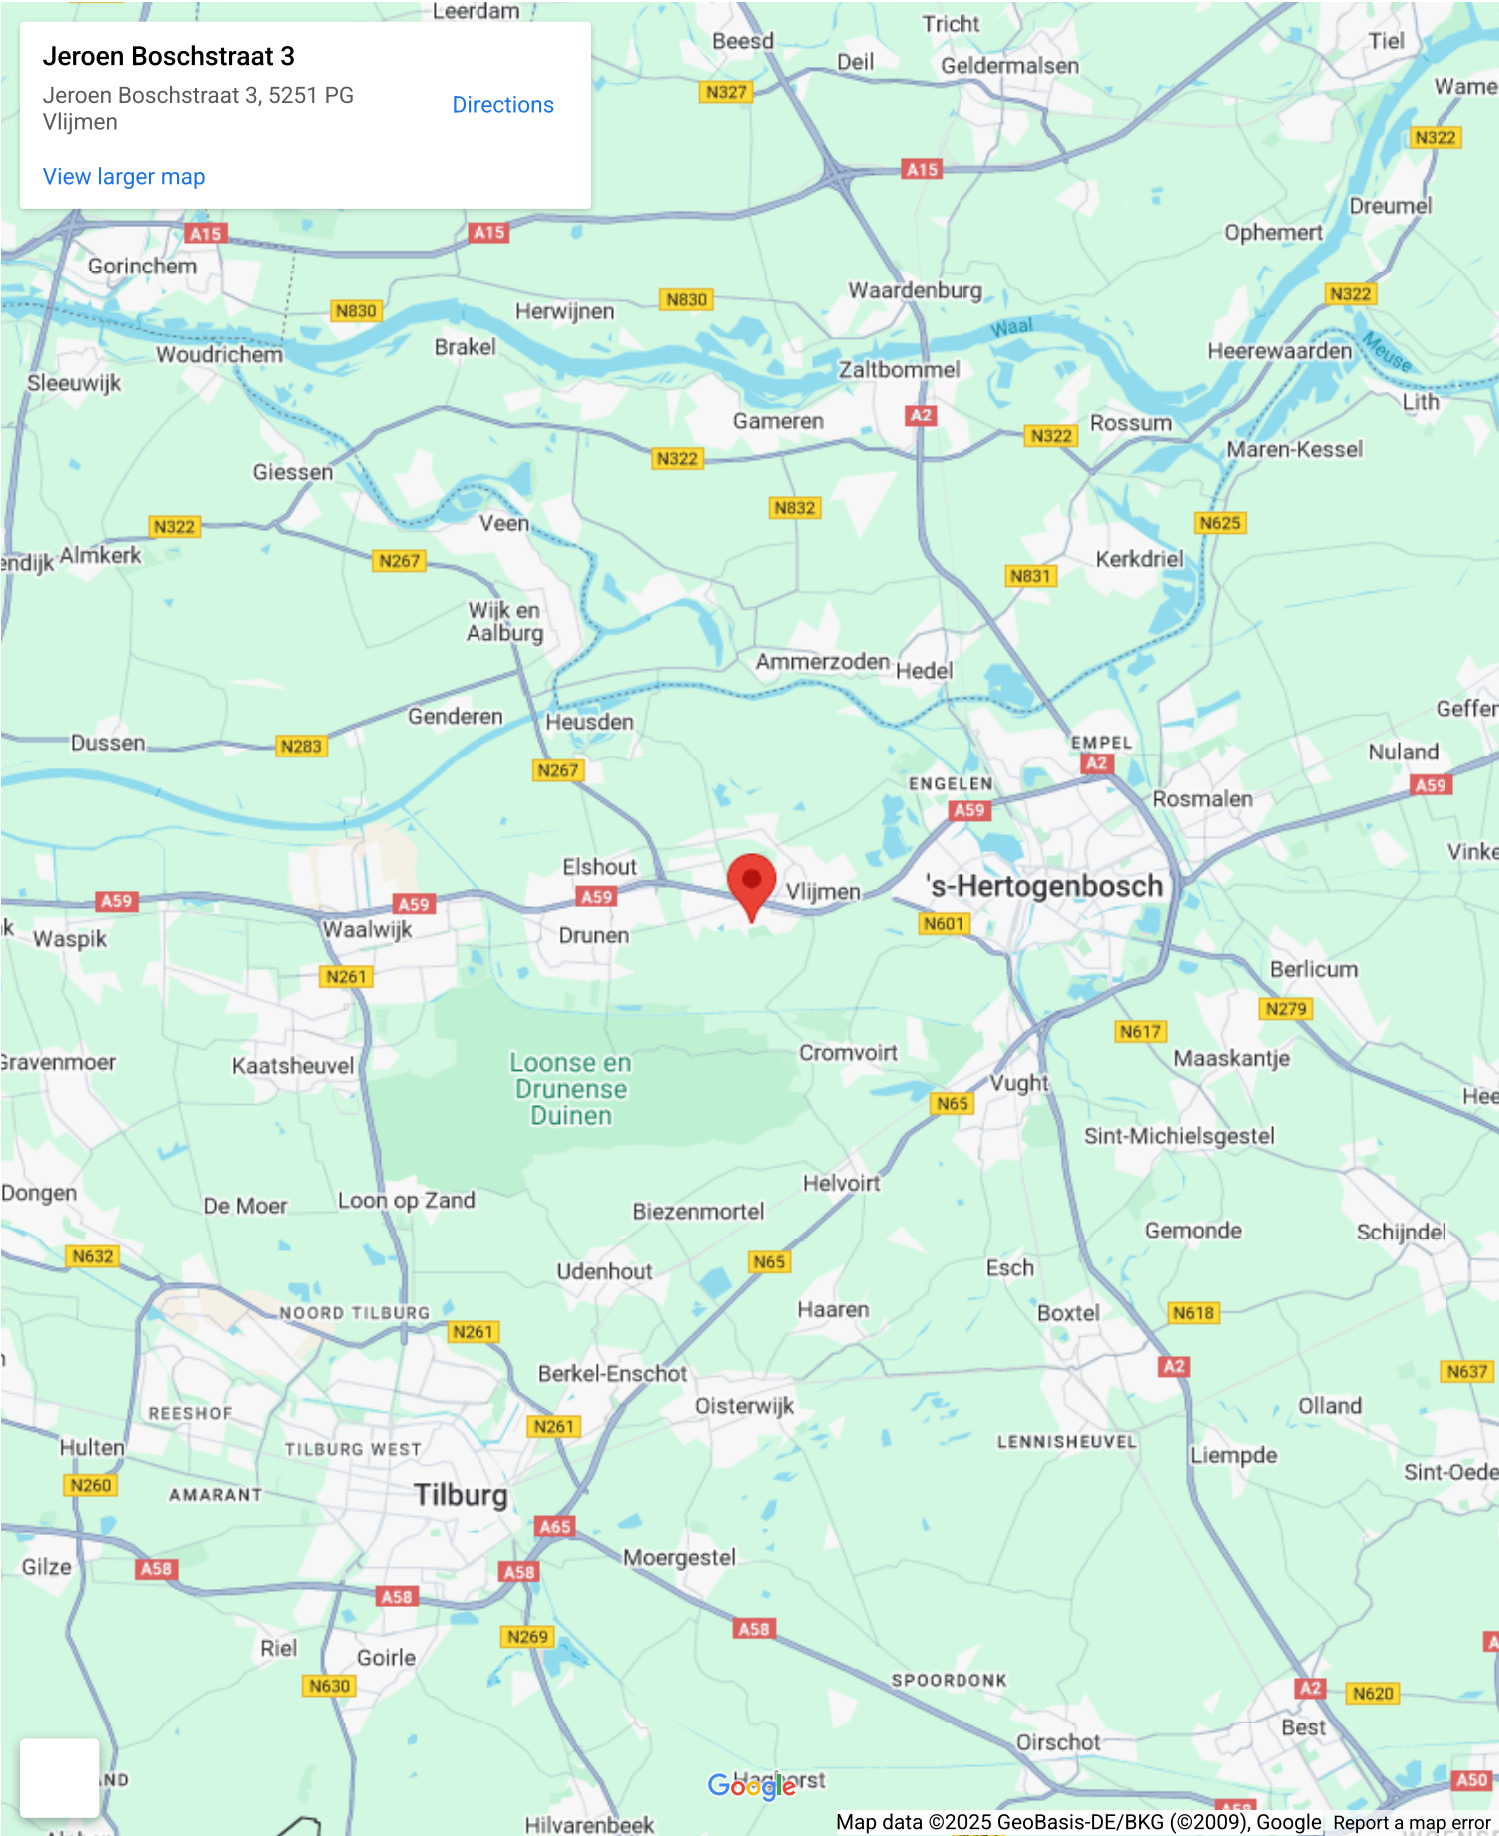 Leerdam
Jeroen Boschstraat 3
Jeroen Boschstraat 3, 5251 PG
Vlijmen
Directions
View larger map
Tricht
Beesd
Deil
Tiel
Geldermalsen
Wame
N327
N322
A15
Dreumel
Ophemert
A15
A15
Gorinchem
Waardenburg
N322
N830
N830
Herwijnen
Waal
Brakel
Woudrichem
Heerewaarden
Meuse
Sleeuwijk
Zaltbommel
Lith
A2
Gameren
Rossum
N322
Maren-Kessel
N322
Giessen
N832
N322
Veen
N625
endijk
Almkerk
N267
Kerkdriel
N831
Wijk en
Aalburg
Ammerzoden
Hedel
Genderen
Heusden
Geffen
Dussen
N283
EMPEL
Nuland
N267
A2
ENGELEN
A59
A59
Rosmalen
Elshout
Vinke
A59
A59
A59
Vlijmen
's-Hertogenbosch
Waspik
Waalwijk
Drunen
N601
N261
Berlicum
N279
N617
Gravenmoer
Kaatsheuvel
Loonse en
Drunense
Duinen
Cromvoirt
Maaskantje
Vught
N65
Hee
Sint-Michielsgestel
Dongen
De Moer
Loon op Zand
Helvoirt
Biezenmortel
Gemonde
Schijndel
N632
N65
Udenhout
Esch
NOORD TILBURG
Haaren
Boxtel
N618
N261
Berkel-Enschot
A2
N637
REESHOF
Oisterwijk
Olland
N261
Hulten
TILBURG WEST
LENNISHEUVEL
Liempde
N260
AMARANT
Tilburg
Sint-Oede
A65
Gilze
A58
A58
Moergestel
A58
A58
N269
Riel
Goirle
N630
SPOORDONK
A2
N620
Best
Oirschot
A50
Google
Hilvarenbeek
Map data ©2025 GeoBasis-DE/BKG (©2009), Google
Report a map error